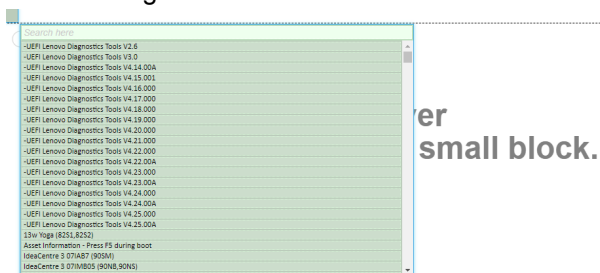 Search here
-UEFI Lenovo Diagnostics Tools V2.6
-UEFI Lenovo Diagnostics Tools V3.0
-UEFI Lenovo Diagnostics Tools V4.14.00A
-UEFI Lenovo Diagnostics Tools V4.15.001
-UEFI Lenovo Diagnostics Tools V4.16.000
-UEFI Lenovo Diagnostics Tools V4.17.000
-UEFI Lenovo Diagnostics Tools V4.18.000
-UEFI Lenovo Diagnostics Tools V4.19.000
-UEFI Lenovo Diagnostics Tools V4.20.000
-UEFI Lenovo Diagnostics Tools V4.21.000
-UEFI Lenovo Diagnostics Tools V4.22.000
-UEFI Lenovo Diagnostics Tools V4.22.00A
-UEFI Lenovo Diagnostics Tools V4.23.000
-UEFI Lenovo Diagnostics Tools V4.23.00A
-UEFI Lenovo Diagnostics Tools V4.24.000
-UEFI Lenovo Diagnostics Tools V4.24.00A
-UEFI Lenovo Diagnostics Tools V4.25.000
-UEFI Lenovo Diagnostics Tools V4.25.00A
13w Yoga (82S1,82S2)
Asset Information - Press F5 during boot
IdeaCentre 3 07IAB7 (90SM)
IdeaCentre 3 07IMB05 (90NB,90NS)
er
small block.